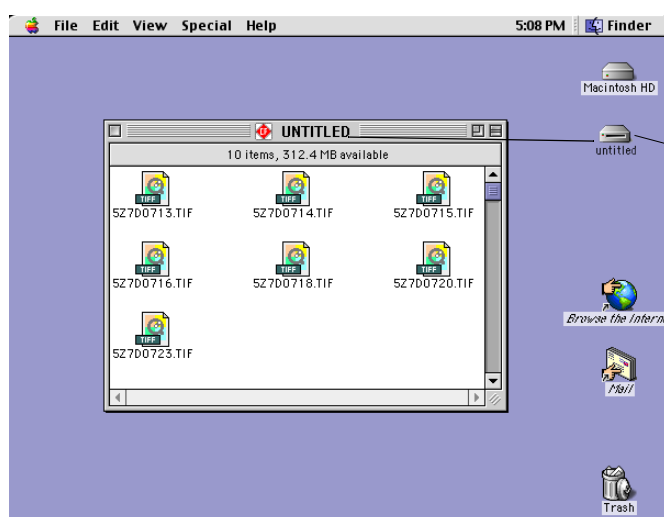 File Edit View Special Help 5:08 PM Finder
Macintosh HD
UNTITLED
untitled
10 items, 312.4 MB available
TIFF TIFF TIFF
5Z7D0713.TIF 5Z7D0714.TIF 5Z7D0715.TIF
TIFF TIFF TIFF
5Z7D0716.TIF 5Z7D0718.TIF 5Z7D0720.TIF
Browse the Intern
TIFF
5Z7D0723.TIF
Mail
Trash